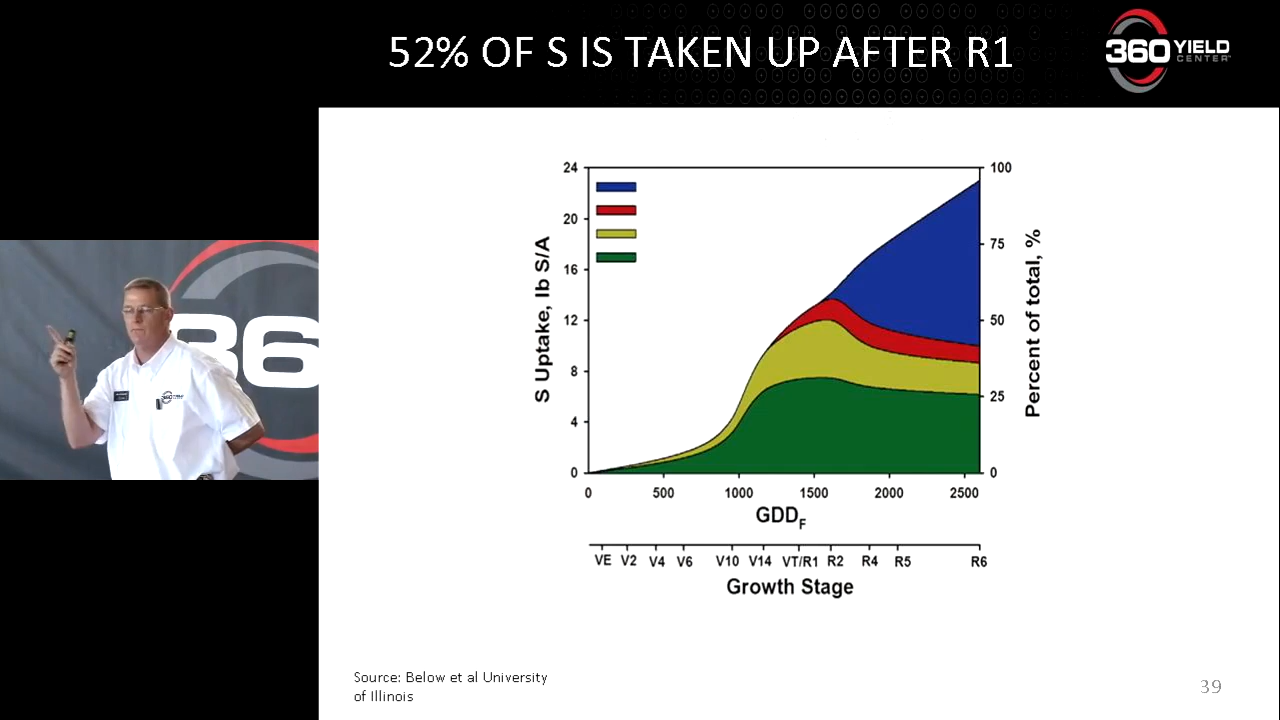 52% OF S IS TAKEN UP AFTER R1
360 YIELD
CENTER
36
24
20
16
12
8
4
0
S Uptake, lb S/A
100
75
50
25
0
Percent of total, %
0 500 1000 1500 2000 2500
GDDF
VE V2 V4 V6 V10 V14 VT/R1 R2 R4 R5 R6
Growth Stage
Source: Below et al University
of Illinois
39